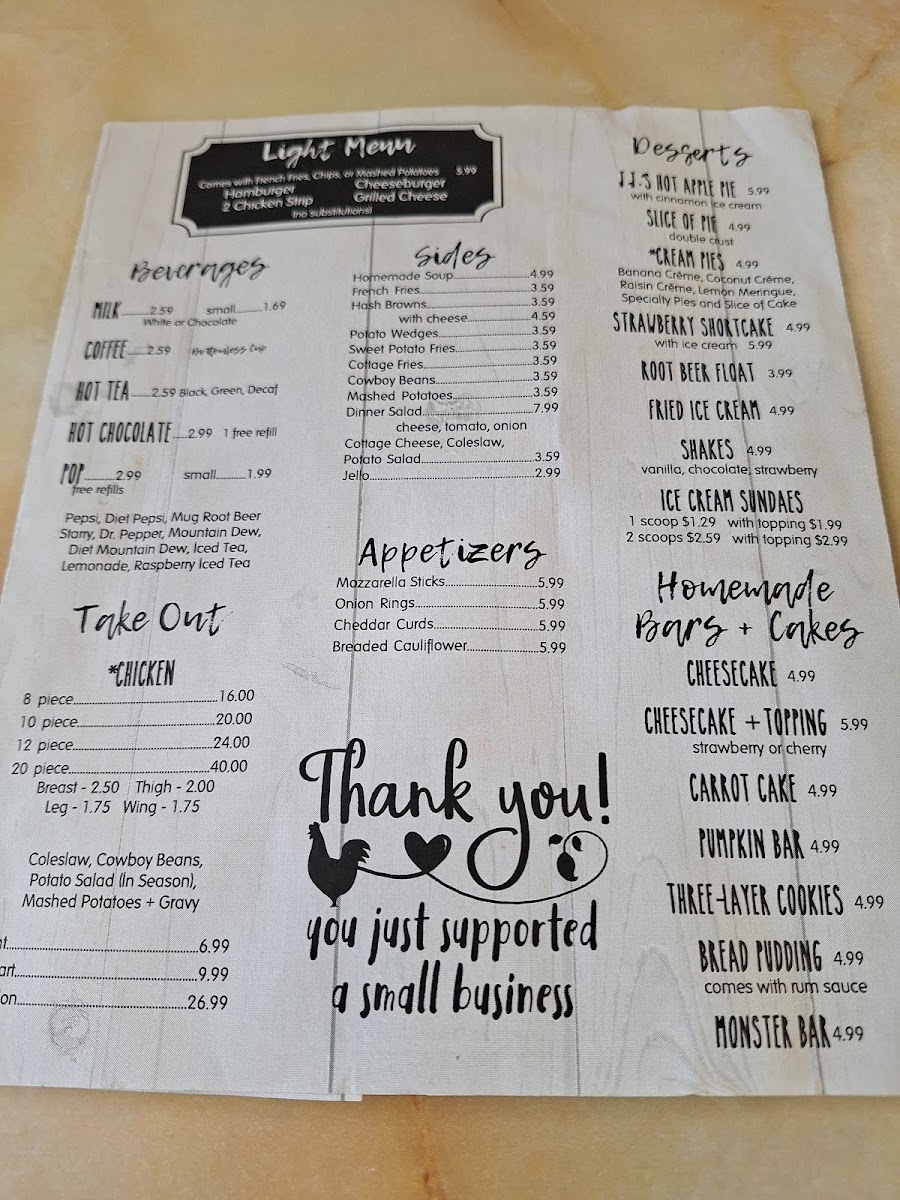 Light Menu
Comes with French Fries, Chips, or Mashed Potatoes 5.99
Hamburger Cheeseburger
2 Chicken Strip Grilled Cheese
(no substitutions)
Beverages
MILK 2.59 small 1.69
White or Chocolate
COFFEE 2.59 Bottomless Cup
HOT TEA 2.59 Black, Green, Decaf
HOT CHOCOLATE 2.99 1 free refill
POP 2.99 small 1.99
free refills
Pepsi, Diet Pepsi, Mug Root Beer
Starry, Dr. Pepper, Mountain Dew,
Diet Mountain Dew, Iced Tea,
Lemonade, Raspberry Iced Tea
Take Out
*CHICKEN
8 piece 16.00
10 piece 20.00
12 piece 24.00
20 piece 40.00
Breast - 2.50 Thigh - 2.00
Leg - 1.75 Wing - 1.75
Coleslaw, Cowboy Beans,
Potato Salad (In Season),
Mashed Potatoes + Gravy
6.99
9.99
26.99
Sides
Homemade Soup 4.99
French Fries 3.59
Hash Browns 3.59
with cheese 4.59
Potato Wedges 3.59
Sweet Potato Fries 3.59
Cottage Fries 3.59
Cowboy Beans 3.59
Mashed Potatoes 3.59
Dinner Salad 7.99
cheese, tomato, onion
Cottage Cheese, Coleslaw,
Potato Salad 3.59
Jello 2.99
Appetizers
Mozzarella Sticks 5.99
Onion Rings 5.99
Cheddar Curds 5.99
Breaded Cauliflower 5.99
Thank you!
you just supported
a small business
Desserts
J.J.'S HOT APPLE PIE 5.99
with cinnamon ice cream
SLICE OF PIE 4.99
double crust
*CREAM PIES 4.99
Banana Crème, Coconut Crème,
Raisin Crème, Lemon Meringue,
Specialty Pies and Slice of Cake
STRAWBERRY SHORTCAKE 4.99
with ice cream 5.99
ROOT BEER FLOAT 3.99
FRIED ICE CREAM 4.99
SHAKES 4.99
vanilla, chocolate, strawberry
ICE CREAM SUNDAES
1 scoop $1.29 with topping $1.99
2 scoops $2.59 with topping $2.99
Homemade
Bars + Cakes
CHEESECAKE 4.99
CHEESECAKE + TOPPING 5.99
strawberry or cherry
CARROT CAKE 4.99
PUMPKIN BAR 4.99
THREE-LAYER COOKIES 4.99
BREAD PUDDING 4.99
comes with rum sauce
MONSTER BAR 4.99